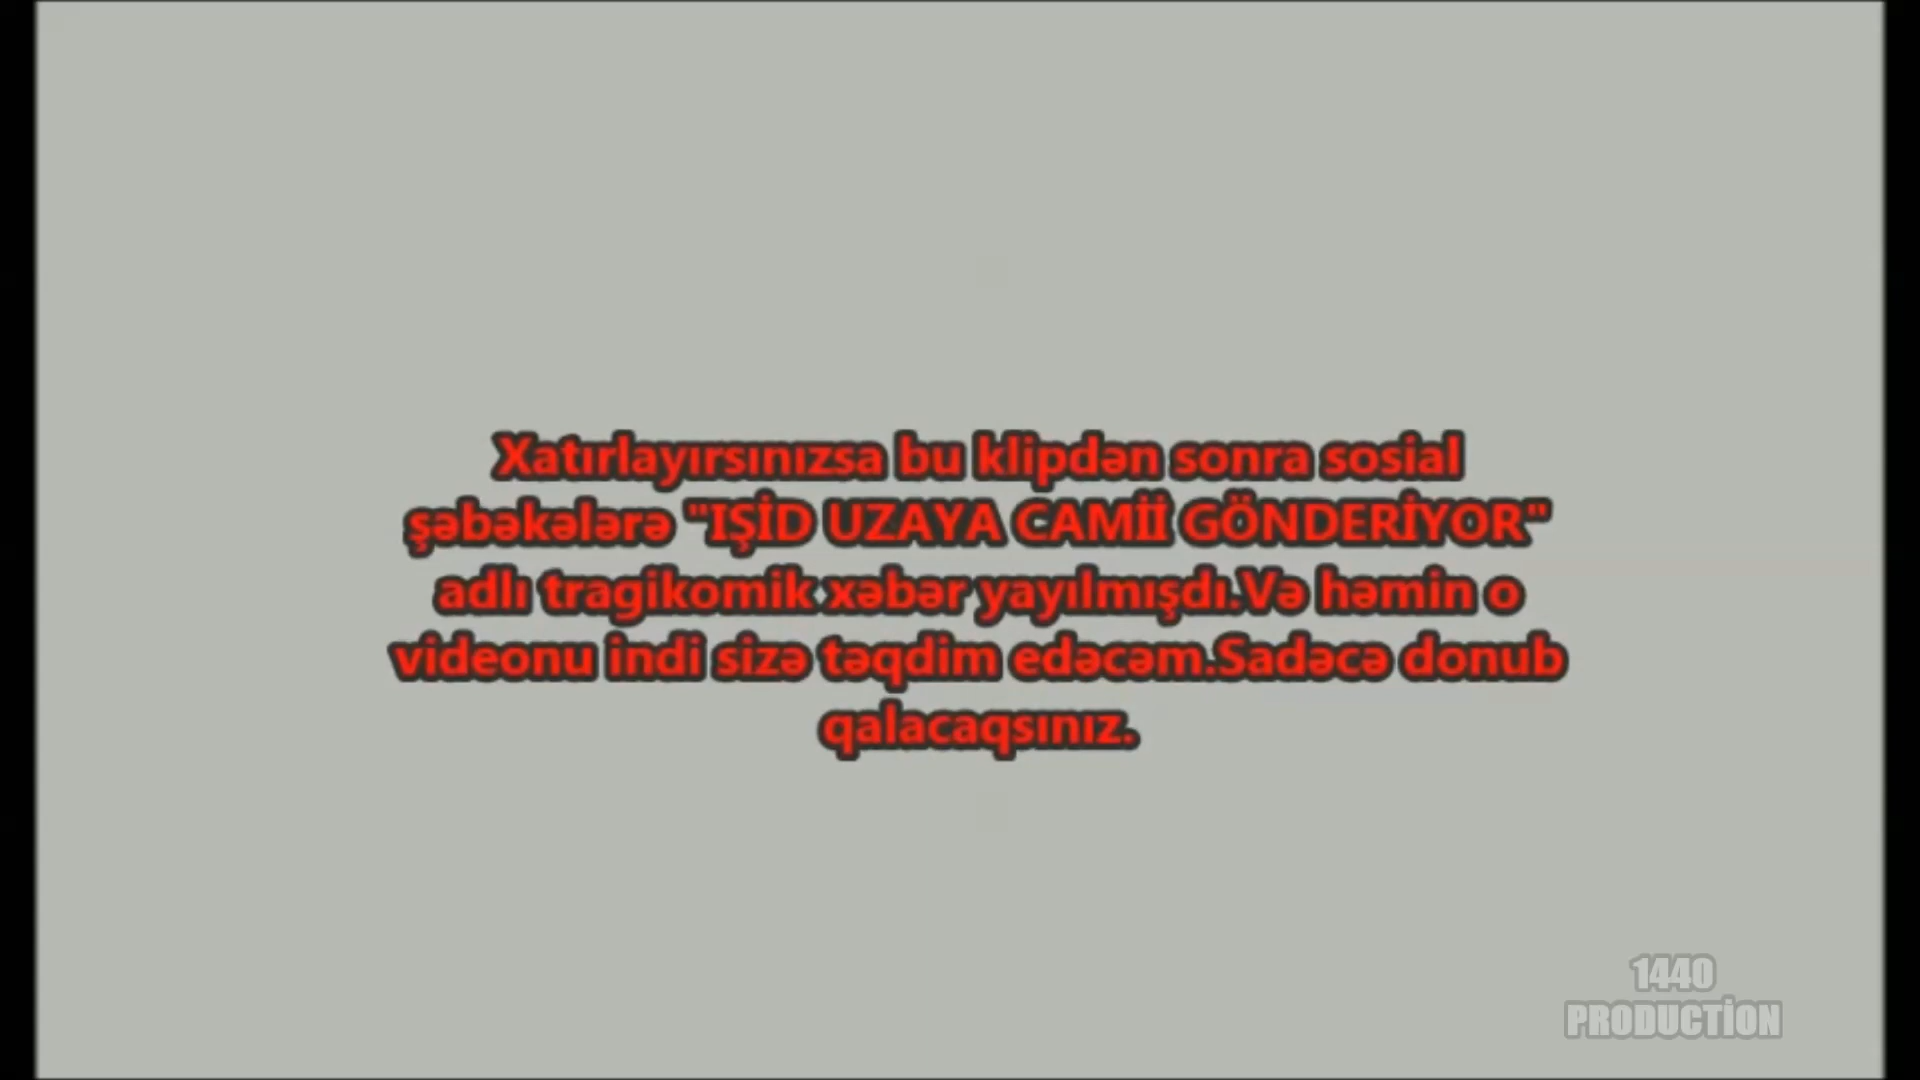 Xatırlayırsınızsa bu klipdən sonra sosial
şəbəkələrə "IŞİD UZAYA CAMİİ GÖNDERİYOR"
adlı tragikomik xəbər yayılmışdı.Və həmin o
videonu indi sizə təqdim edəcəm.Sadəcə donub
qalacaqsınız.
1440
PRODUCTİON